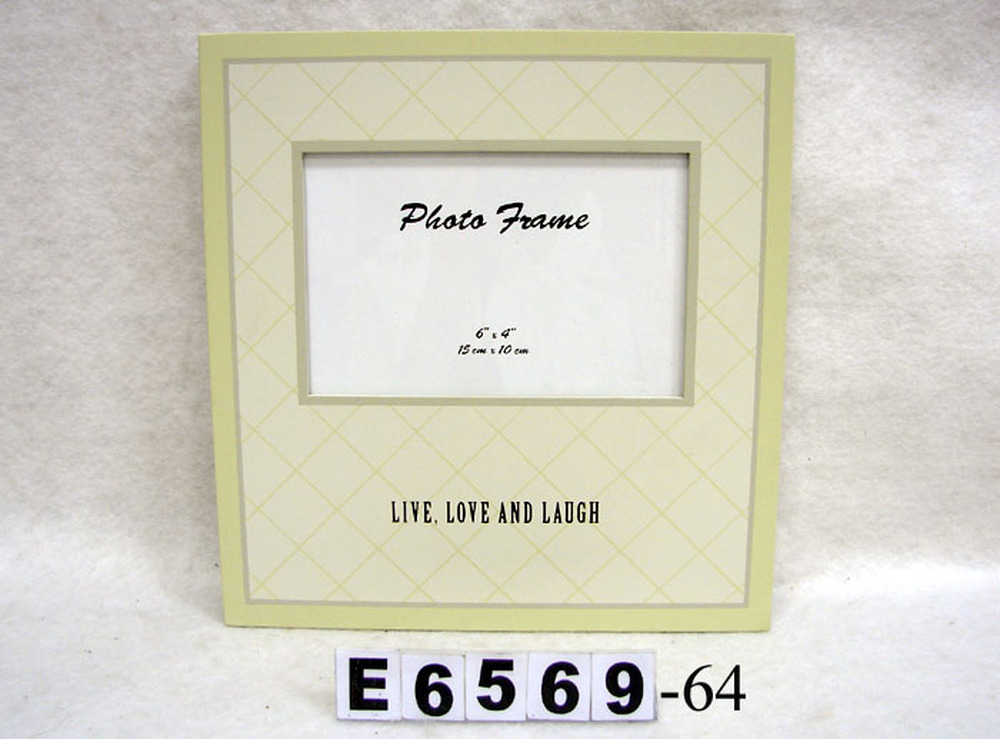 Photo Frame
6" x 4"
15 cm x 10 cm
LIVE, LOVE AND LAUGH
E6569-64